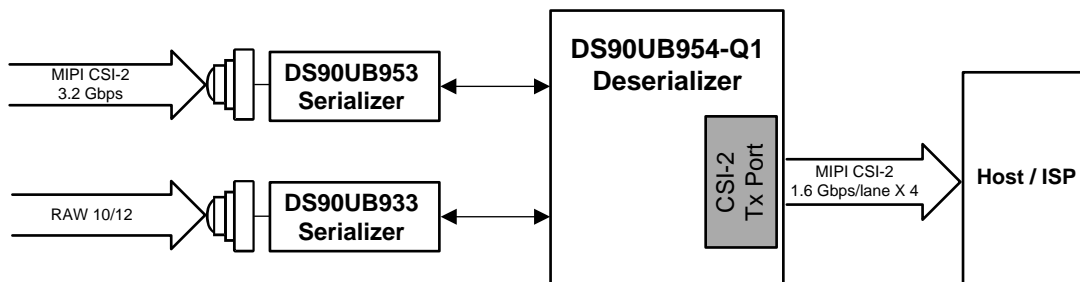 MIPI CSI-2
3.2 Gbps
DS90UB953
Serializer
RAW 10/12
DS90UB933
Serializer
DS90UB954-Q1
Deserializer
CSI-2
Tx Port
MIPI CSI-2
1.6 Gbps/lane X 4
Host / ISP